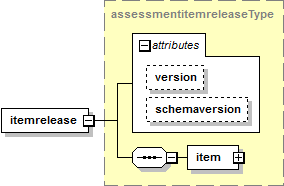 assessmentitemreleaseType
attributes
version
schemaversion
itemrelease
item